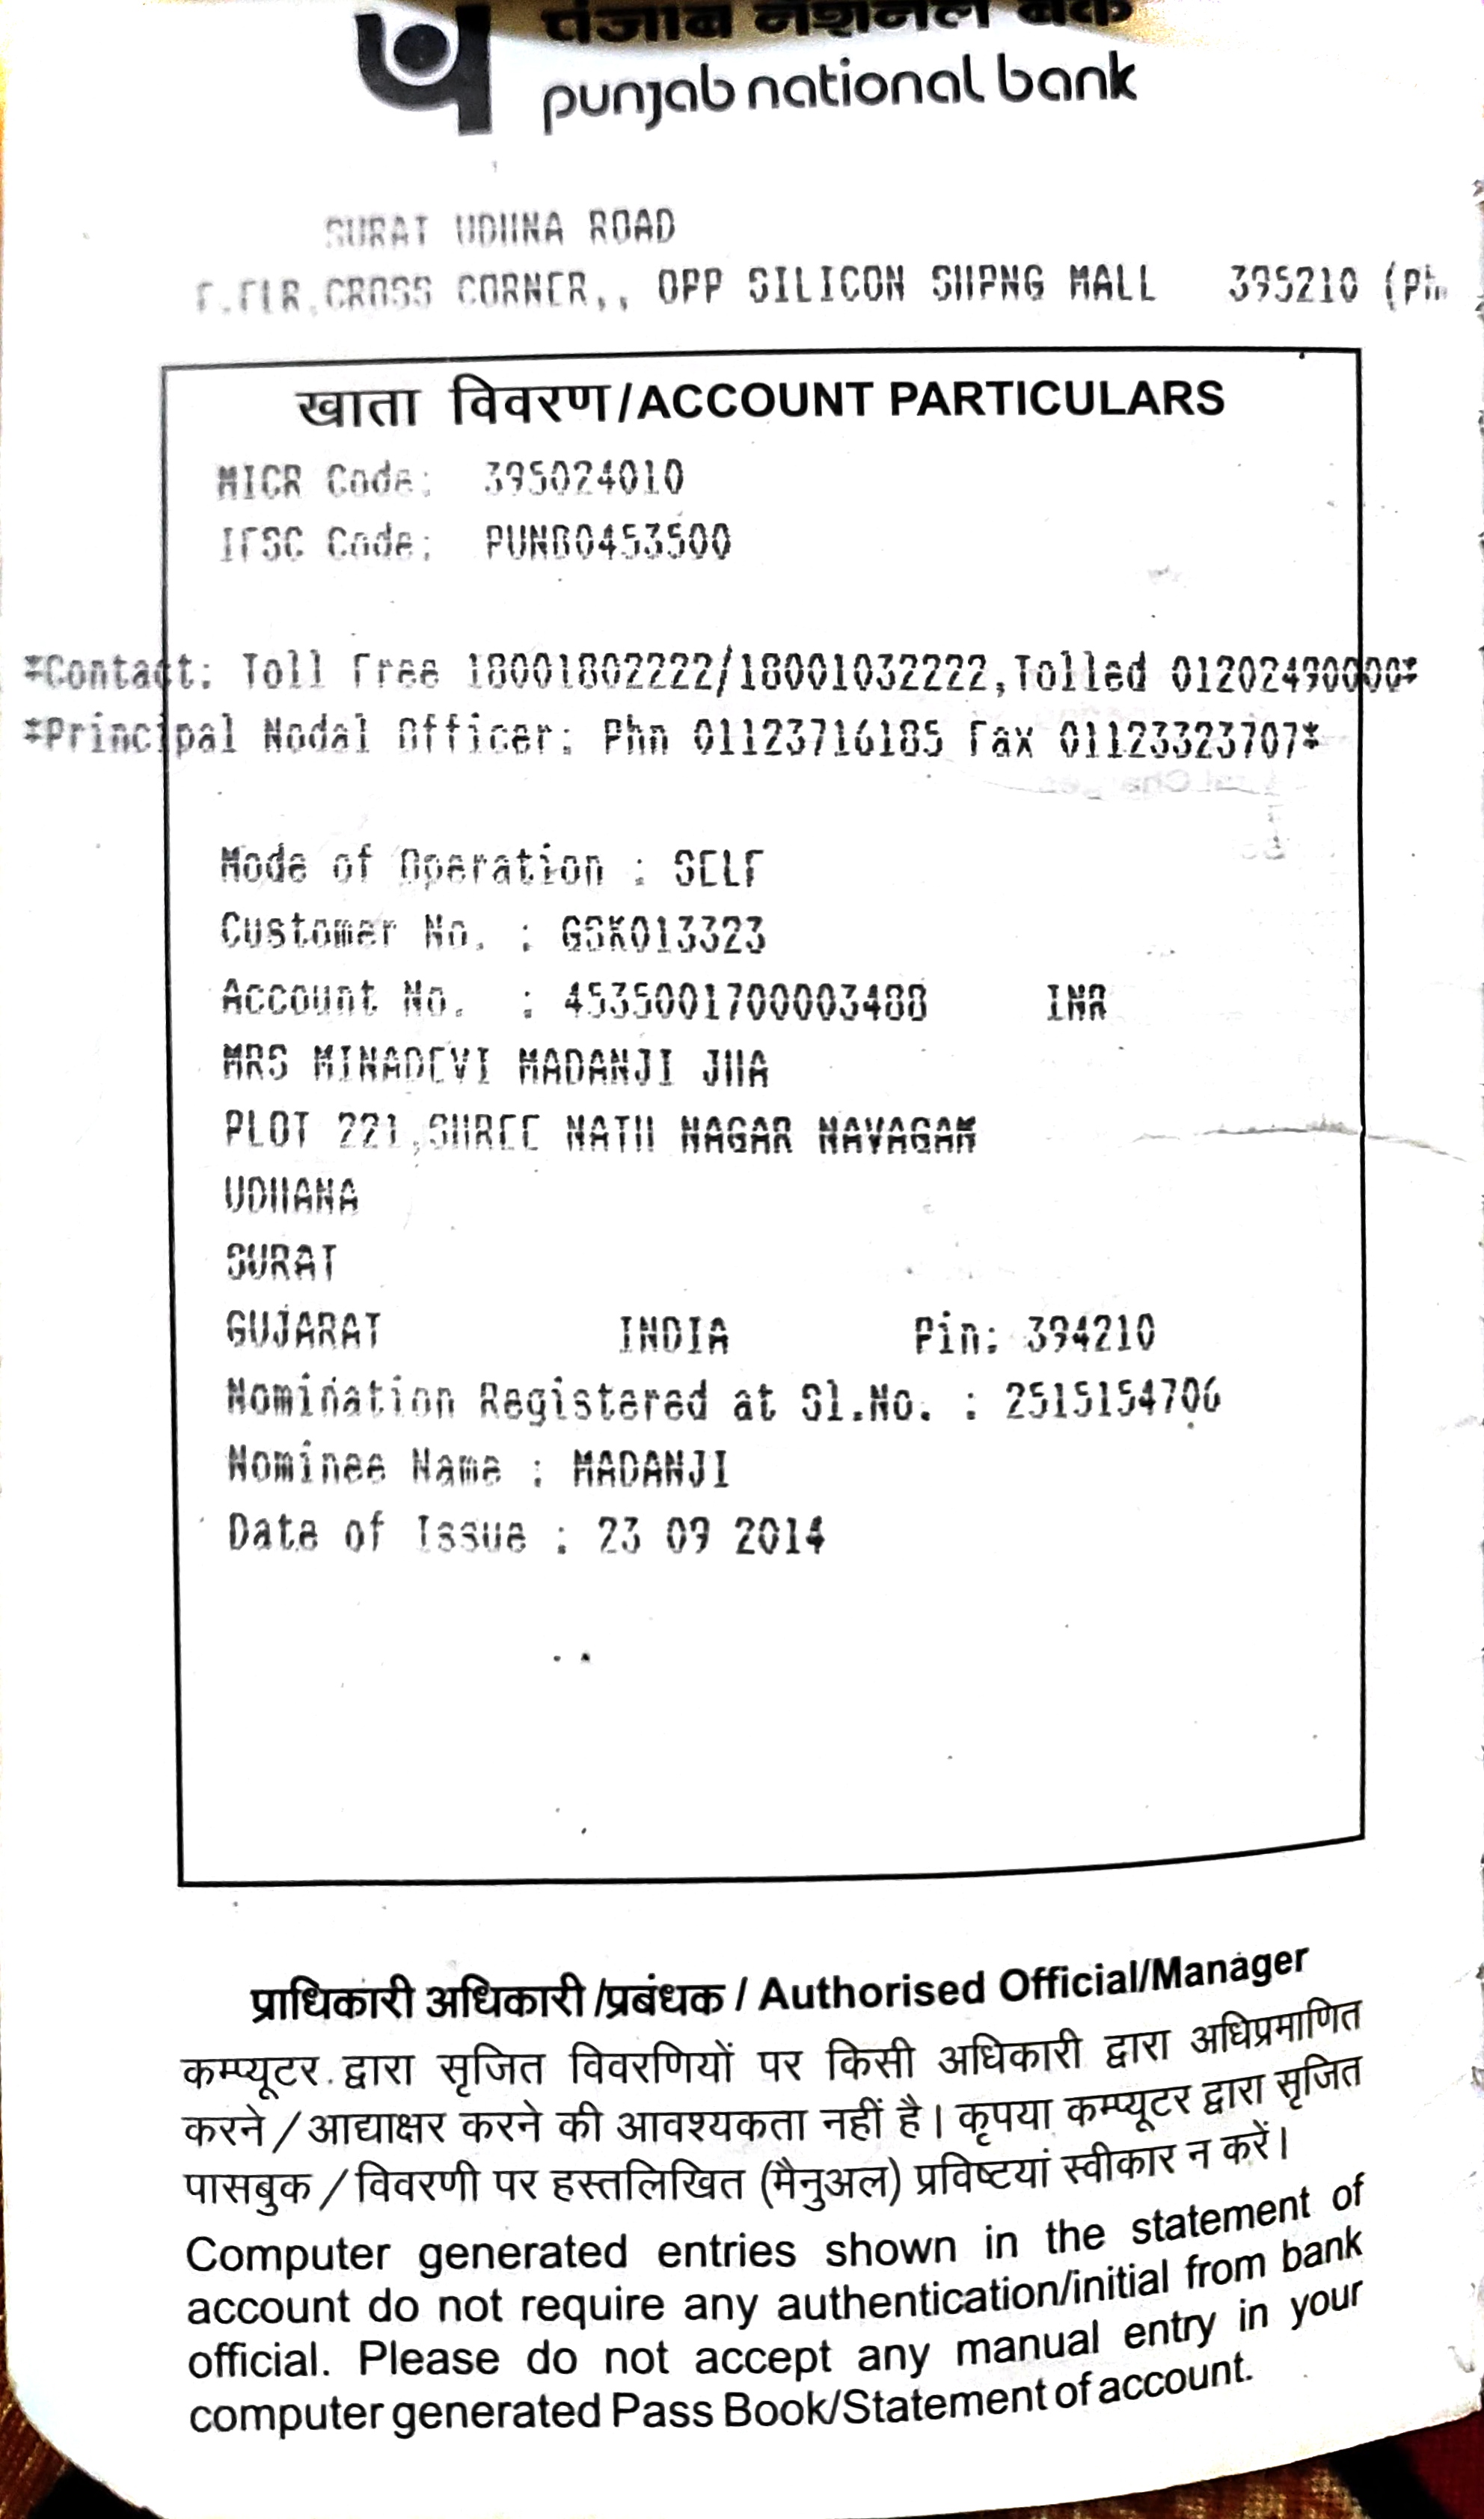 पंजाब नैशनल बैंक
punjab national bank
SURAT UDHNA ROAD
F.FLR,CROSS CORNER,, OPP SILICON SHPNG MALL 395210 (Ph
खाता विवरण/ACCOUNT PARTICULARS
MICR Code: 395024010
IFSC Code: PUNB0453500
*Contact: Toll Free 18001802222/18001032222,Tolled 01202490000*
*Principal Nodal Officer: Phn 01123716185 Fax 01123323707*
Mode of Operation : SELF
Customer No. : GSK013323
Account No. : 4535001700003488 INR
MRS MINADEVI MADANJI JHA
PLOT 221,SHREE NATH NAGAR NAVAGAM
UDHANA
SURAT
GUJARAT INDIA Pin: 394210
Nomination Registered at Sl.No. : 2515154706
Nominee Name : MADANJI
Date of Issue : 23 09 2014
प्राधिकारी अधिकारी/प्रबंधक / Authorised Official/Manager
कम्प्यूटर द्वारा सृजित विवरणियों पर किसी अधिकारी द्वारा अधिप्रमाणित
करने/आद्याक्षर करने की आवश्यकता नहीं है। कृपया कम्प्यूटर द्वारा सृजित
पासबुक/विवरणी पर हस्तलिखित (मैनुअल) प्रविष्टयां स्वीकार न करें।
Computer generated entries shown in the statement of
account do not require any authentication/initial from bank
official. Please do not accept any manual entry in your
computer generated Pass Book/Statement of account.